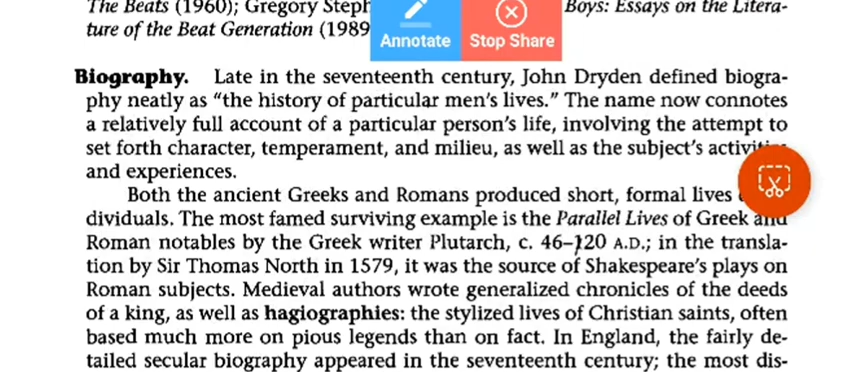 The Beats (1960); Gregory Steph Boys: Essays on the Litera-
ture of the Beat Generation (1989
Annotate Stop Share
Biography. Late in the seventeenth century, John Dryden defined biogra-
phy neatly as “the history of particular men’s lives.” The name now connotes
a relatively full account of a particular person’s life, involving the attempt to
set forth character, temperament, and milieu, as well as the subject’s activities
and experiences.
Both the ancient Greeks and Romans produced short, formal lives
dividuals. The most famed surviving example is the Parallel Lives of Greek and
Roman notables by the Greek writer Plutarch, c. 46–120 A.D.; in the transla-
tion by Sir Thomas North in 1579, it was the source of Shakespeare’s plays on
Roman subjects. Medieval authors wrote generalized chronicles of the deeds
of a king, as well as hagiographies: the stylized lives of Christian saints, often
based much more on pious legends than on fact. In England, the fairly de-
tailed secular biography appeared in the seventeenth century; the most dis-